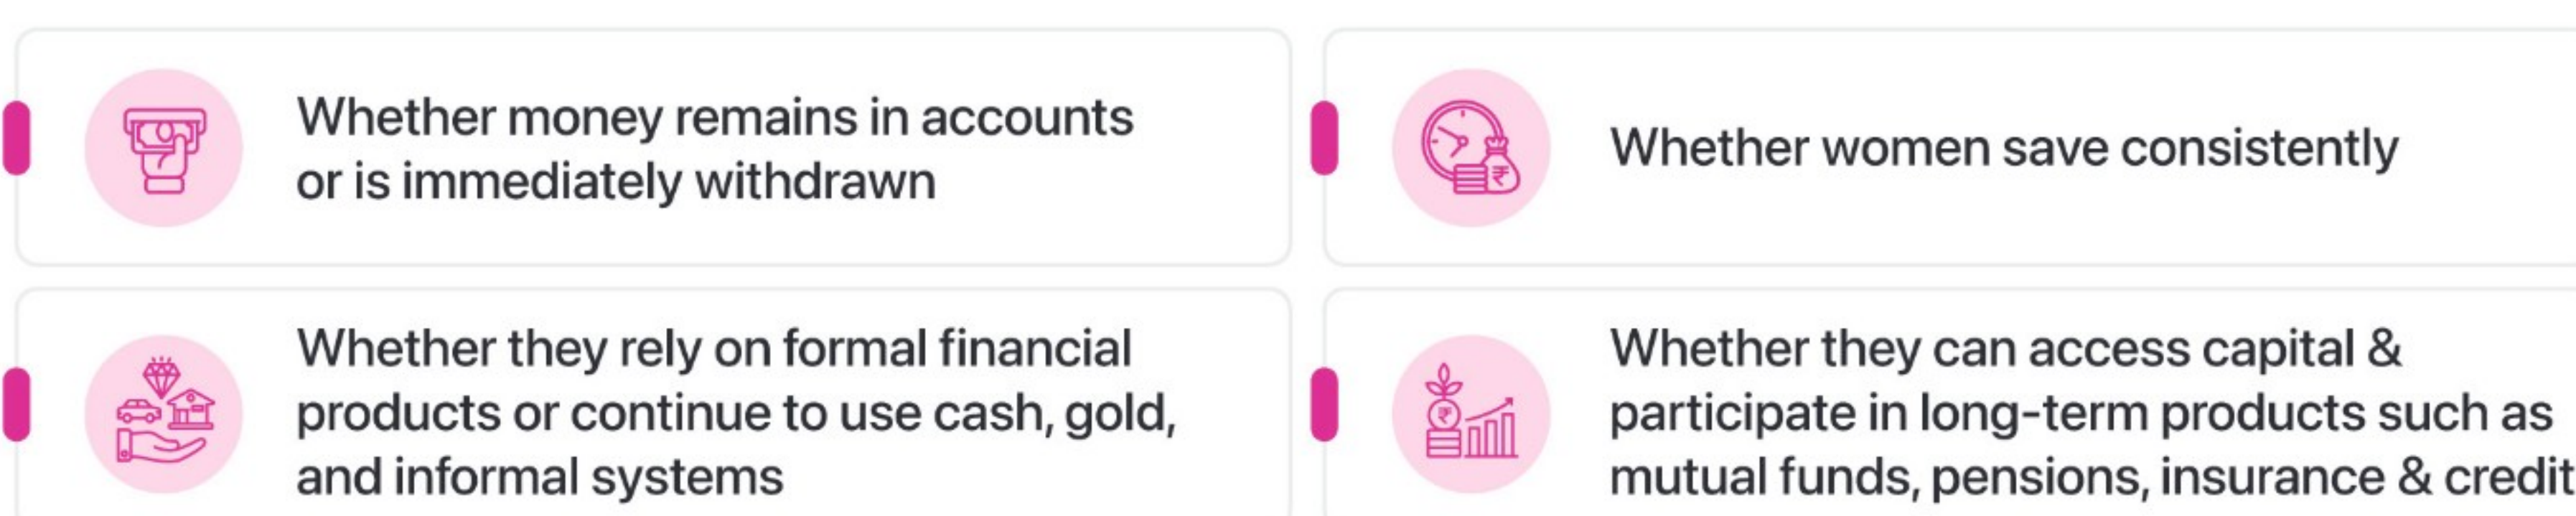 Whether money remains in accounts
or is immediately withdrawn
Whether women save consistently
Whether they rely on formal financial
products or continue to use cash, gold,
and informal systems
Whether they can access capital &
participate in long-term products such as
mutual funds, pensions, insurance & credit